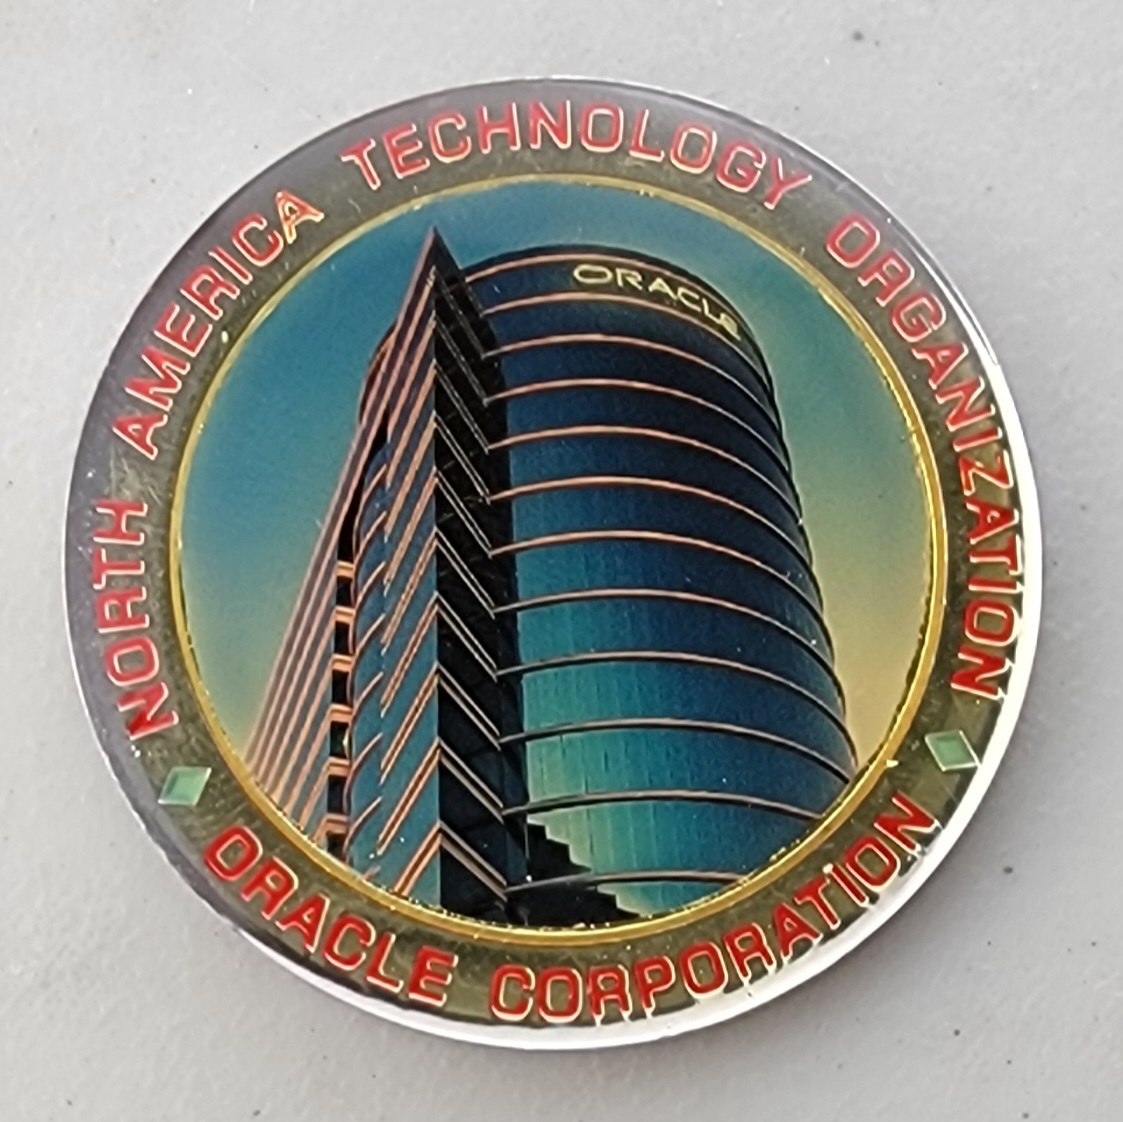 NORTH AMERICA TECHNOLOGY ORGANIZATION
ORACLE
ORACLE CORPORATION